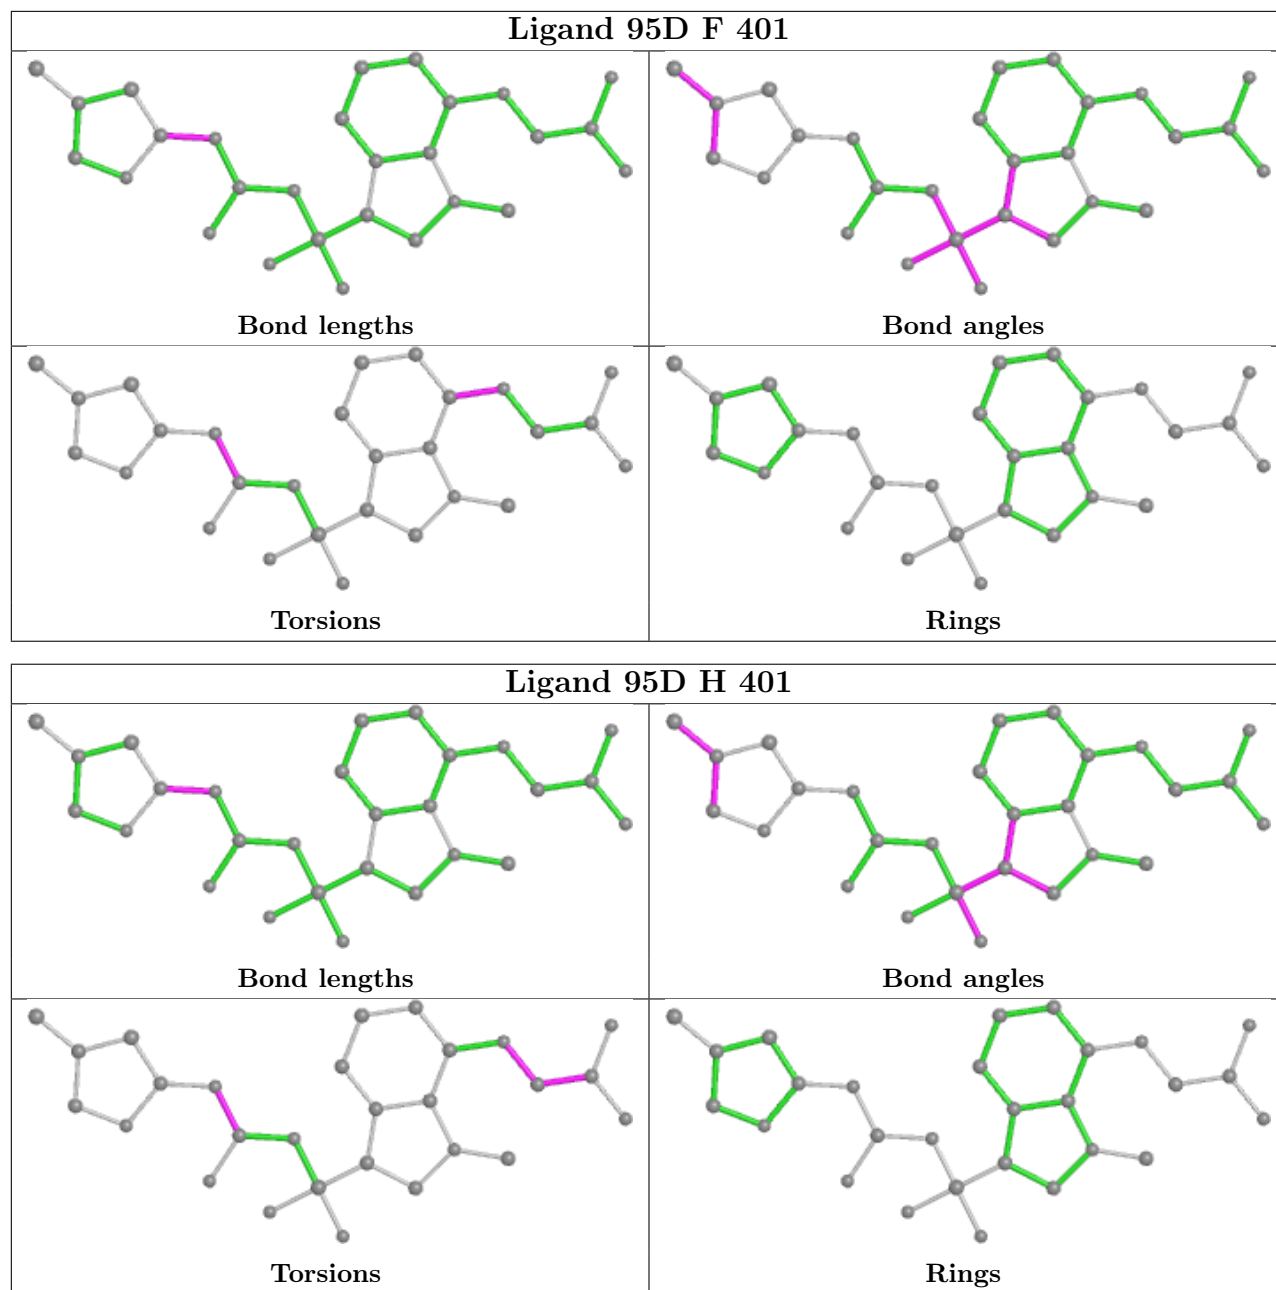 Ligand 95D F 401
Bond lengths
Bond angles
Torsions
Rings
Ligand 95D H 401
Bond lengths
Bond angles
Torsions
Rings